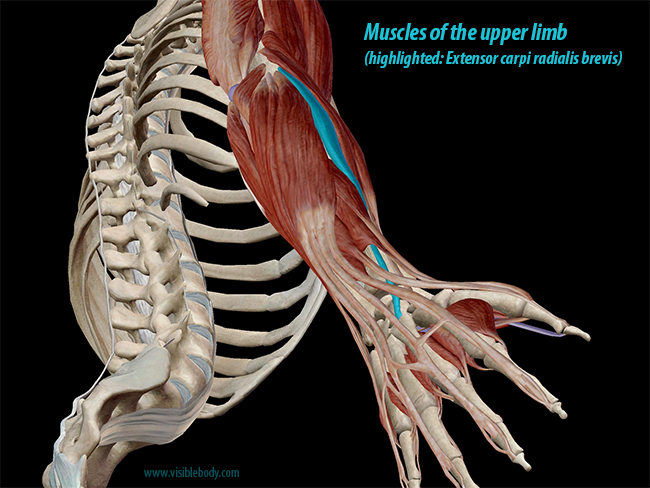 Muscles of the upper limb
(highlighted: Extensor carpi radialis brevis)
www.visiblebody.com